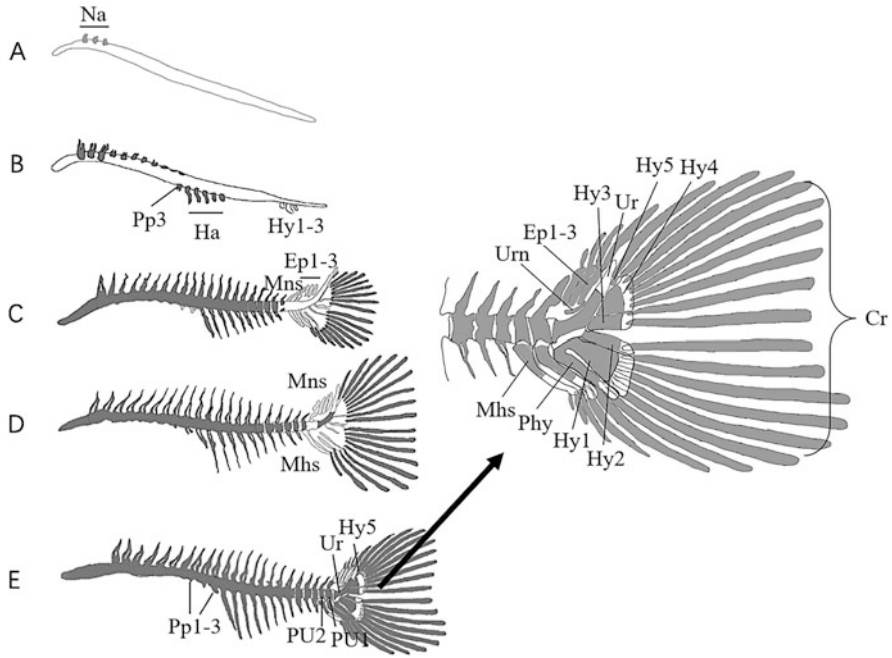 A
Na
B
Pp3
Ha
Hy1-3
C
Mns
Ep1-3
D
Mns
Mhs
E
Pp1-3
PU2
PU1
Ur
Hy5
Urn
Ep1-3
Hy3
Ur
Hy5
Hy4
Cr
Mhs
Phy
Hy1
Hy2